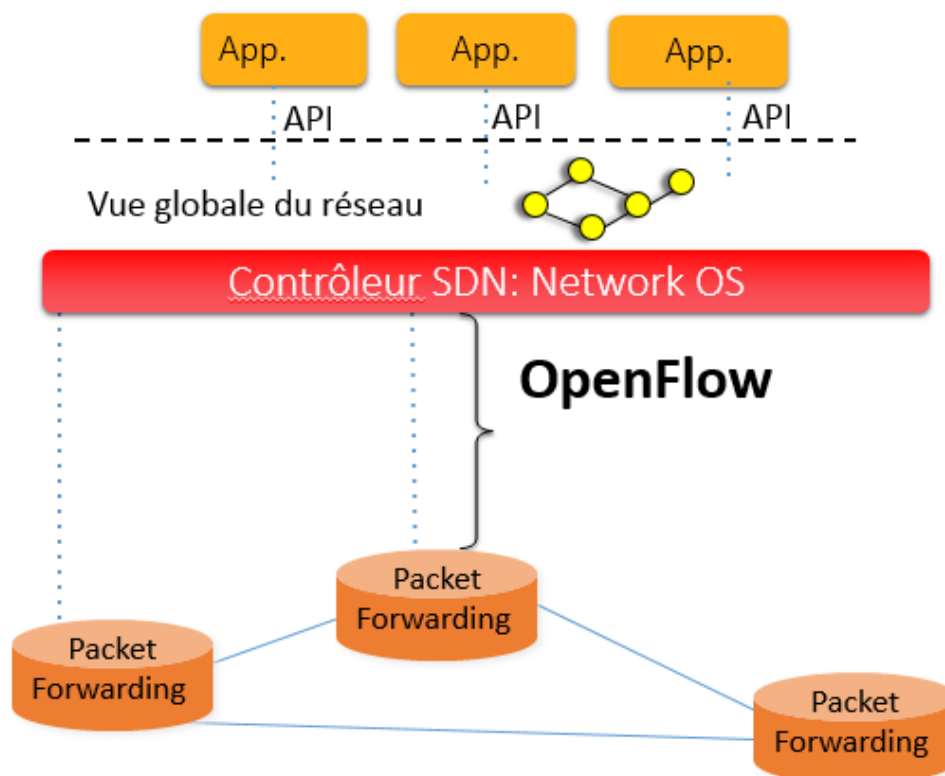 App.
App.
App.
API
API
API
Vue globale du réseau
Contrôleur SDN: Network OS
OpenFlow
Packet
Forwarding
Packet
Forwarding
Packet
Forwarding